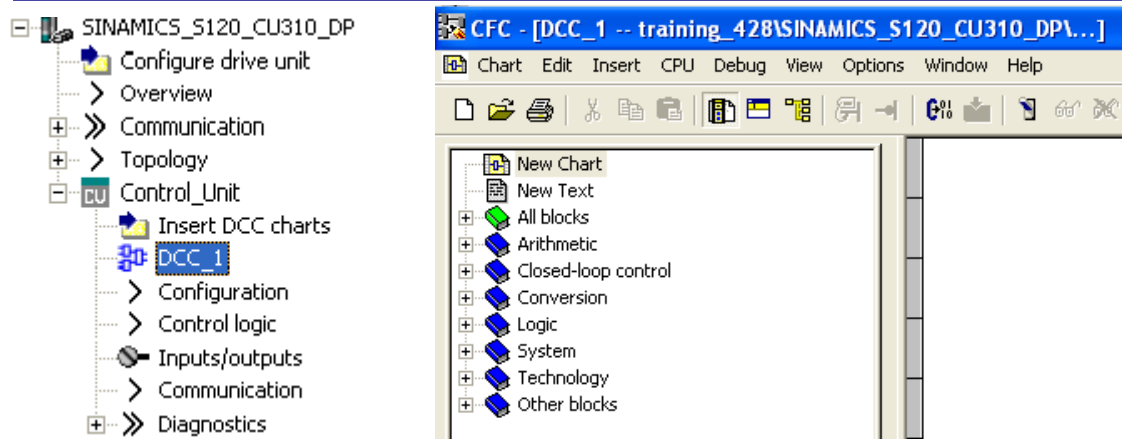 SINAMICS_S120_CU310_DP
Configure drive unit
Overview
Communication
Topology
CU Control_Unit
Insert DCC charts
DCC_1
Configuration
Control logic
Inputs/outputs
Communication
Diagnostics
CFC - [DCC_1 -- training_428\SINAMICS_S120_CU310_DP\...]
Chart Edit Insert CPU Debug View Options Window Help
New Chart
New Text
All blocks
Arithmetic
Closed-loop control
Conversion
Logic
System
Technology
Other blocks